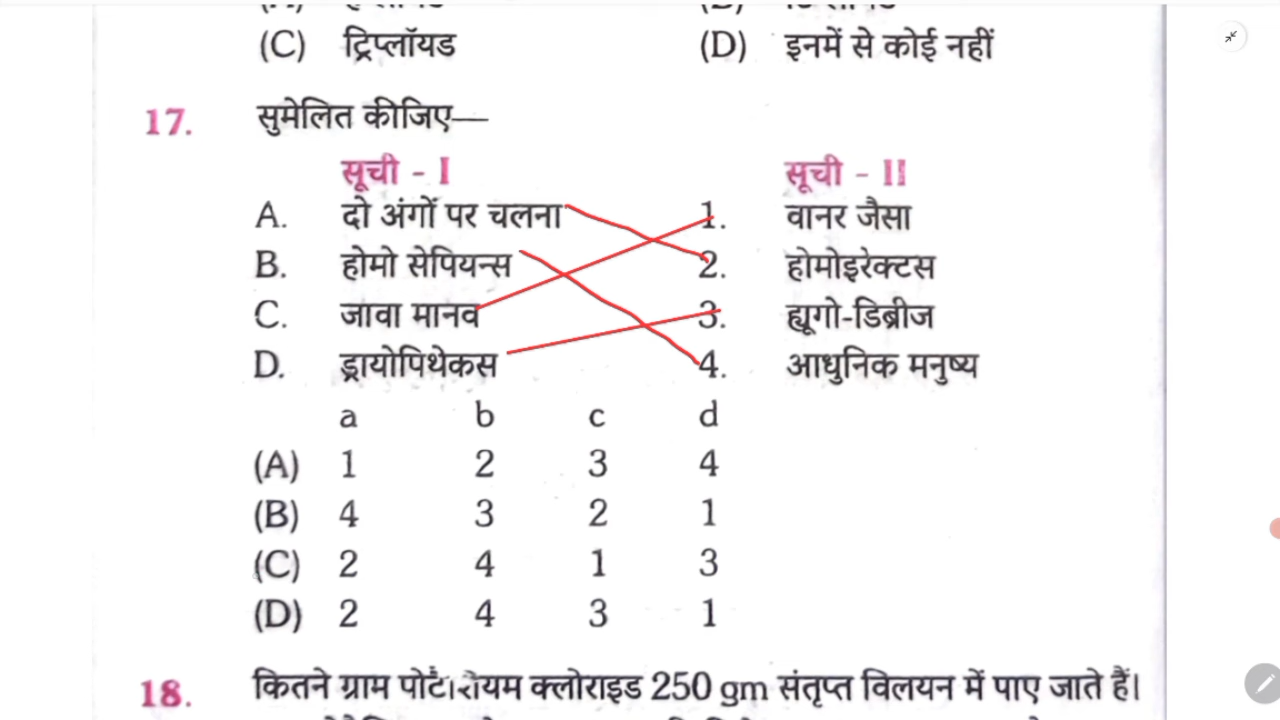 (C) ट्रिप्लॉयड (D) इनमें से कोई नहीं
17. सुमेलित कीजिए—
सूची - I सूची - II
A. दो अंगों पर चलना 1. वानर जैसा
B. होमो सेपियन्स 2. होमोइरेक्टस
C. जावा मानव 3. ह्यूगो-डिब्रीज
D. ड्रायोपिथेकस 4. आधुनिक मनुष्य
a b c d
(A) 1 2 3 4
(B) 4 3 2 1
(C) 2 4 1 3
(D) 2 4 3 1
18. कितने ग्राम पोटैशियम क्लोराइड 250 gm संतृप्त विलयन में पाए जाते हैं।